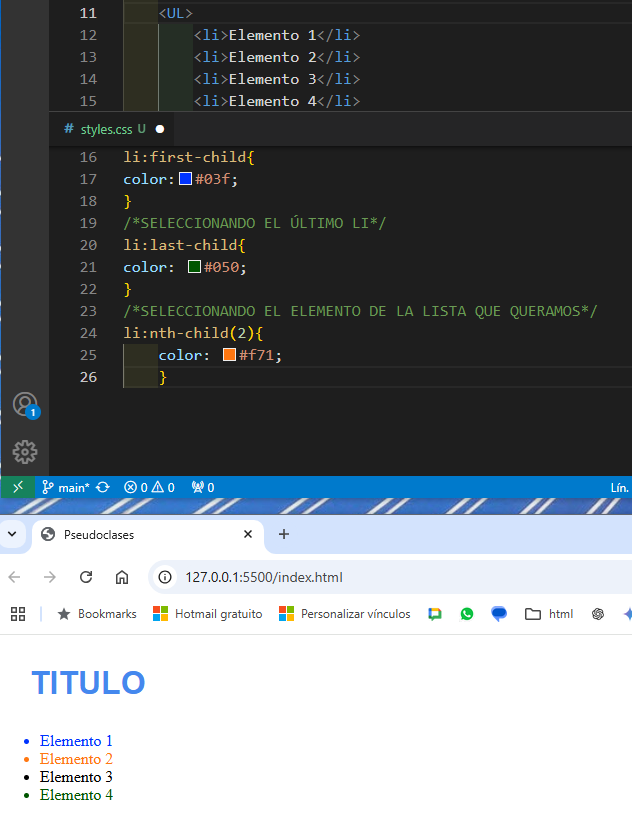 11 <UL>
12 <li>Elemento 1</li>
13 <li>Elemento 2</li>
14 <li>Elemento 3</li>
15 <li>Elemento 4</li>
# styles.css U
16 li:first-child{
17 color:#03f;
18 }
19 /*SELECCIONANDO EL ÚLTIMO LI*/
20 li:last-child{
21 color: #050;
22 }
23 /*SELECCIONANDO EL ELEMENTO DE LA LISTA QUE QUERAMOS*/
24 li:nth-child(2){
25 color: #f71;
26 }
1
main* 0 0 0 Lín.
Pseudoclases
127.0.0.1:5500/index.html
Bookmarks Hotmail gratuito Personalizar vínculos html
TITULO
Elemento 1
Elemento 2
Elemento 3
Elemento 4